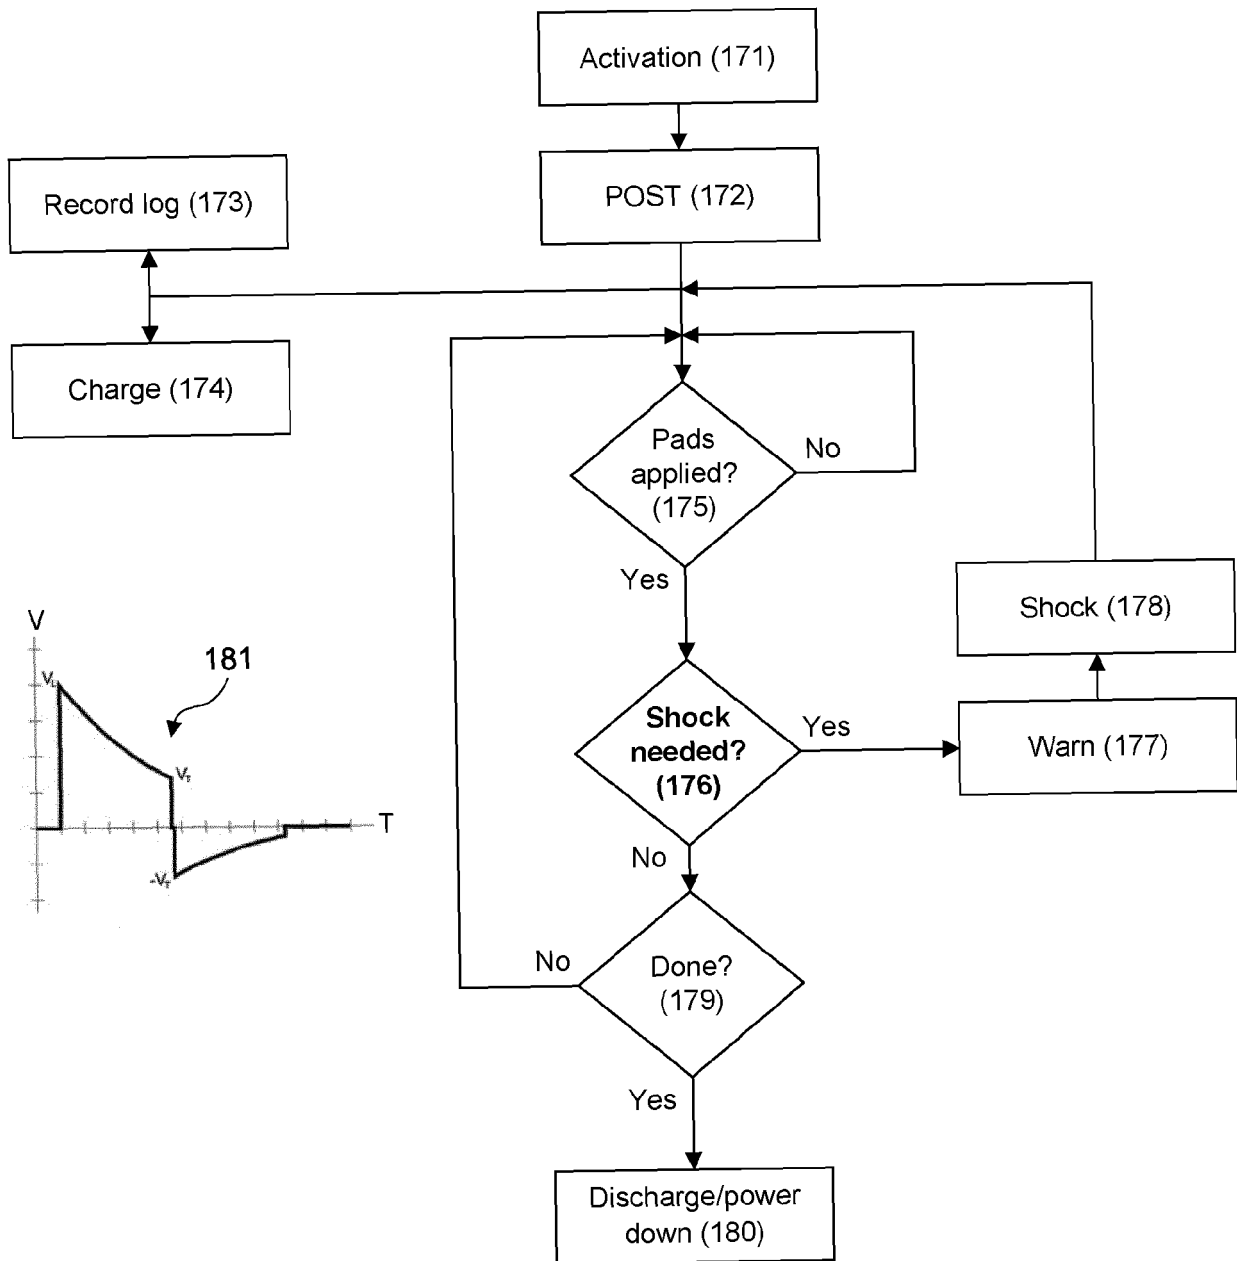 Activation (171)
POST (172)
Record log (173)
Charge (174)
Pads
applied?
(175)
No
Yes
Shock (178)
Shock
needed?
(176)
Yes
Warn (177)
No
V
181
T
-V
No
Done?
(179)
Yes
Discharge/power
down (180)